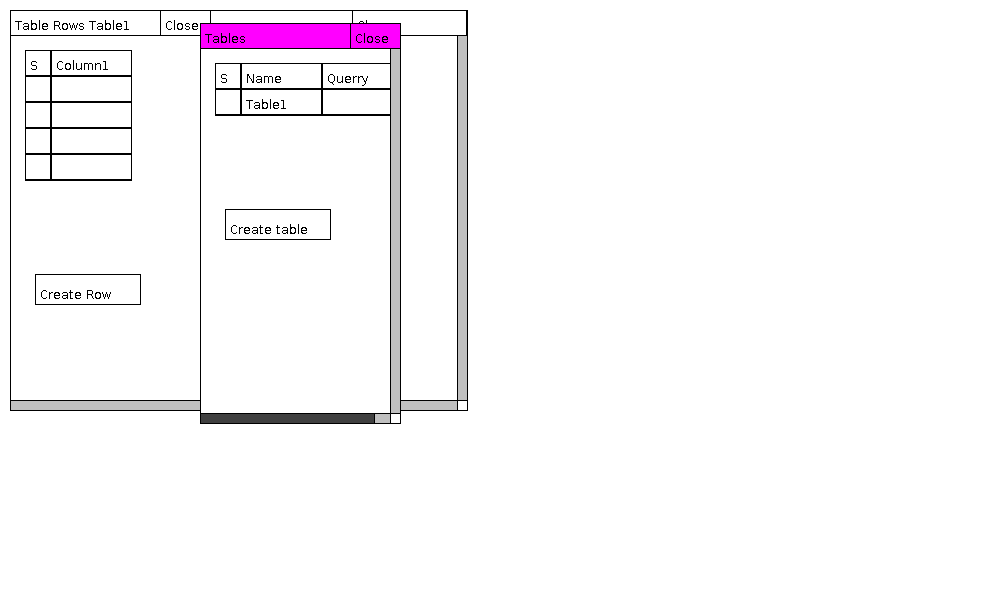 Table Rows Table1 Close
S Column1
Create Row
Tables Close
S Name Querry
Table1
Create table